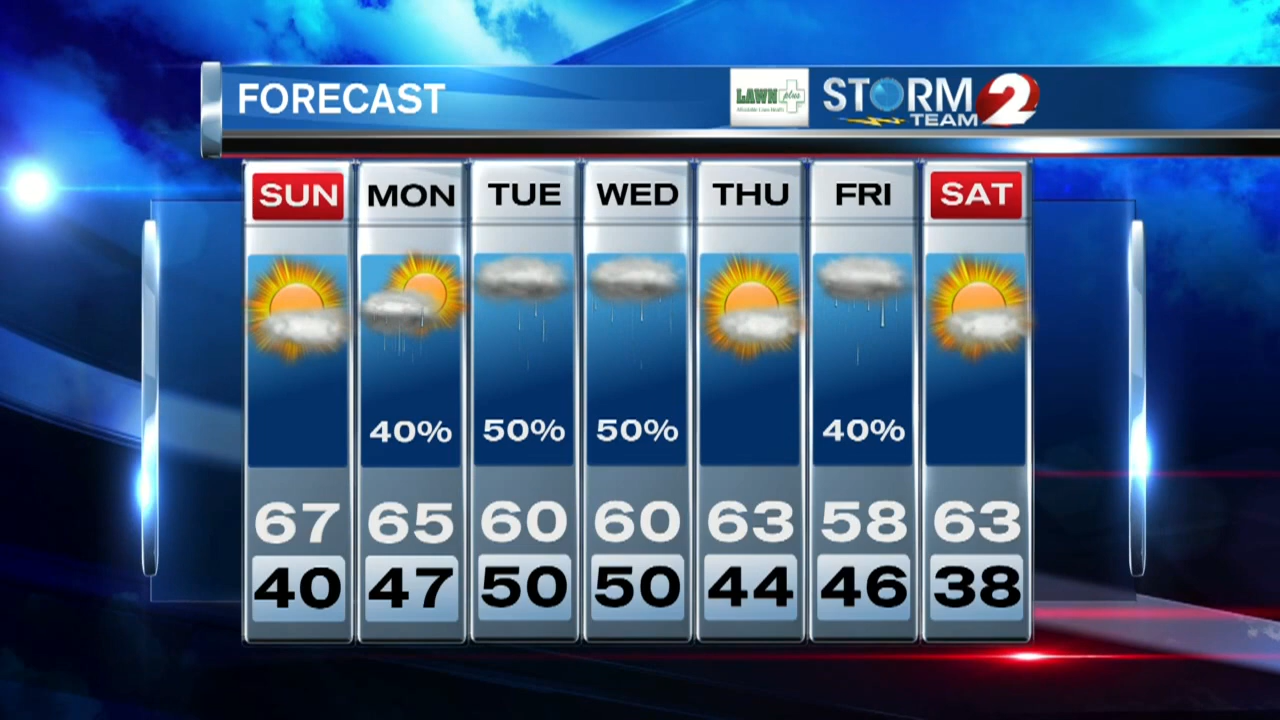 FORECAST
LAWN plus
STORM
TEAM 2
SUN MON TUE WED THU FRI SAT
40% 50% 50% 40%
67 65 60 60 63 58 63
40 47 50 50 44 46 38